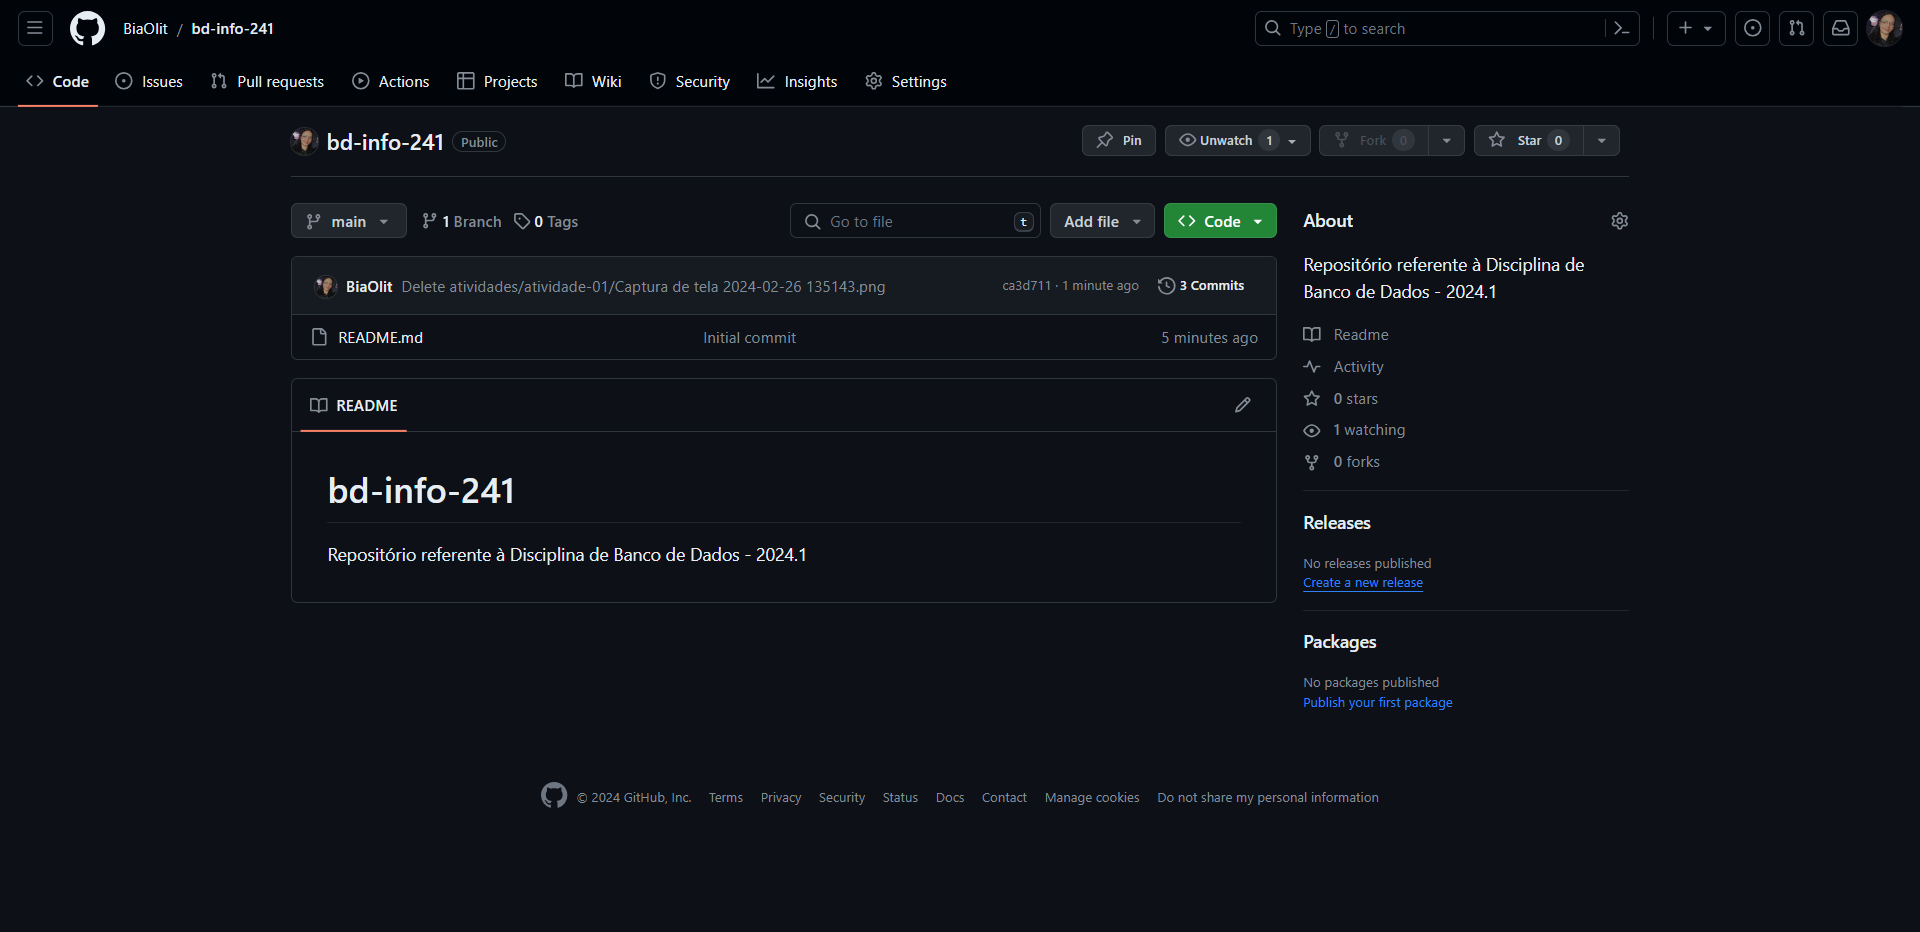 BiaOlit / bd-info-241
Type / to search
Code Issues Pull requests Actions Projects Wiki Security Insights Settings
bd-info-241 Public
Pin Unwatch 1 Fork 0 Star 0
main 1 Branch 0 Tags
Go to file t Add file Code
BiaOlit Delete atividades/atividade-01/Captura de tela 2024-02-26 135143.png ca3d711 · 1 minute ago 3 Commits
README.md Initial commit 5 minutes ago
README
bd-info-241
Repositório referente à Disciplina de Banco de Dados - 2024.1
About
Repositório referente à Disciplina de
Banco de Dados - 2024.1
Readme
Activity
0 stars
1 watching
0 forks
Releases
No releases published
Create a new release
Packages
No packages published
Publish your first package
© 2024 GitHub, Inc. Terms Privacy Security Status Docs Contact Manage cookies Do not share my personal information